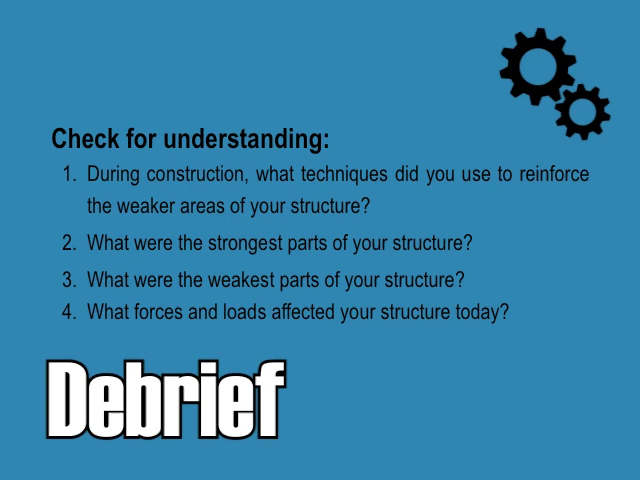 Check for understanding:
1. During construction, what techniques did you use to reinforce
the weaker areas of your structure?
2. What were the strongest parts of your structure?
3. What were the weakest parts of your structure?
4. What forces and loads affected your structure today?
Debrief